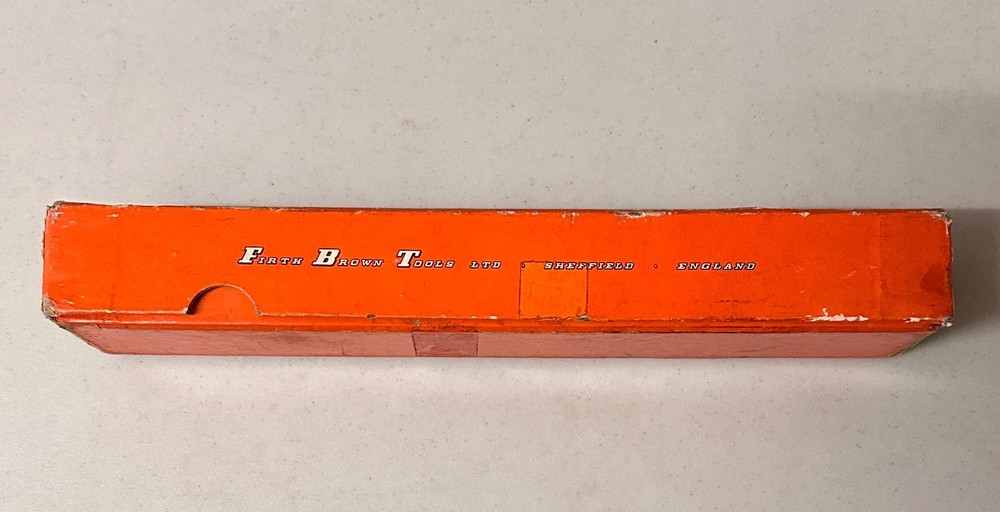 FIRTH BROWN TOOLS LTD · SHEFFIELD · ENGLAND